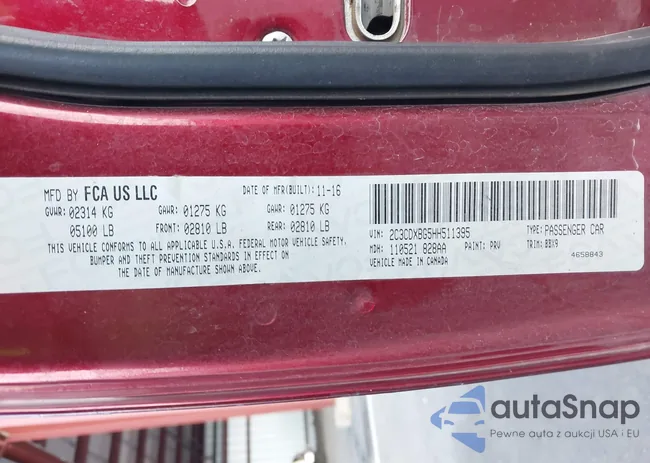 MFD BY FCA US LLC DATE OF MFR(BUILT): 11-16
GVWR: 02314 KG GAWR: 01275 KG GAWR: 01275 KG
05100 LB FRONT: 02810 LB REAR: 02810 LB
THIS VEHICLE CONFORMS TO ALL APPLICABLE U.S.A. FEDERAL MOTOR VEHICLE SAFETY,
BUMPER AND THEFT PREVENTION STANDARDS IN EFFECT ON
THE DATE OF MANUFACTURE SHOWN ABOVE.
VIN: 2C3CDXBG5HH511395 TYPE: PASSENGER CAR
MDH: 110521 828AA PAINT: PRV TRIM: BBX9
VEHICLE MADE IN CANADA 4658843
autaSnap
Pewne auta z aukcji USA i EU